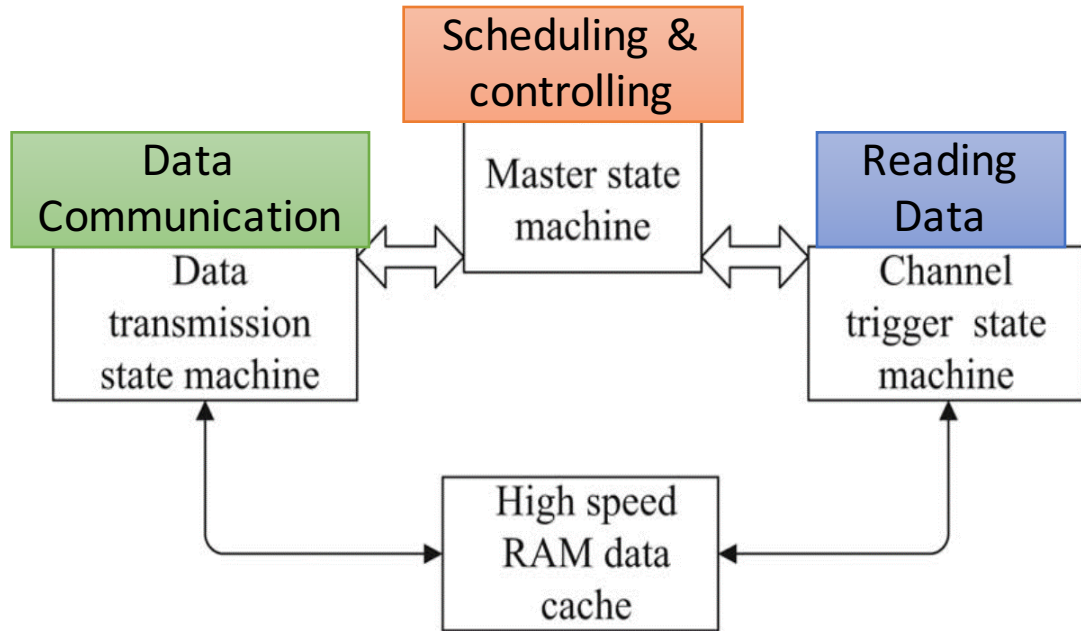 Scheduling &
controlling
Data
Communication
Reading
Data
Master state
machine
Data
transmission
state machine
Channel
trigger state
machine
High speed
RAM data
cache